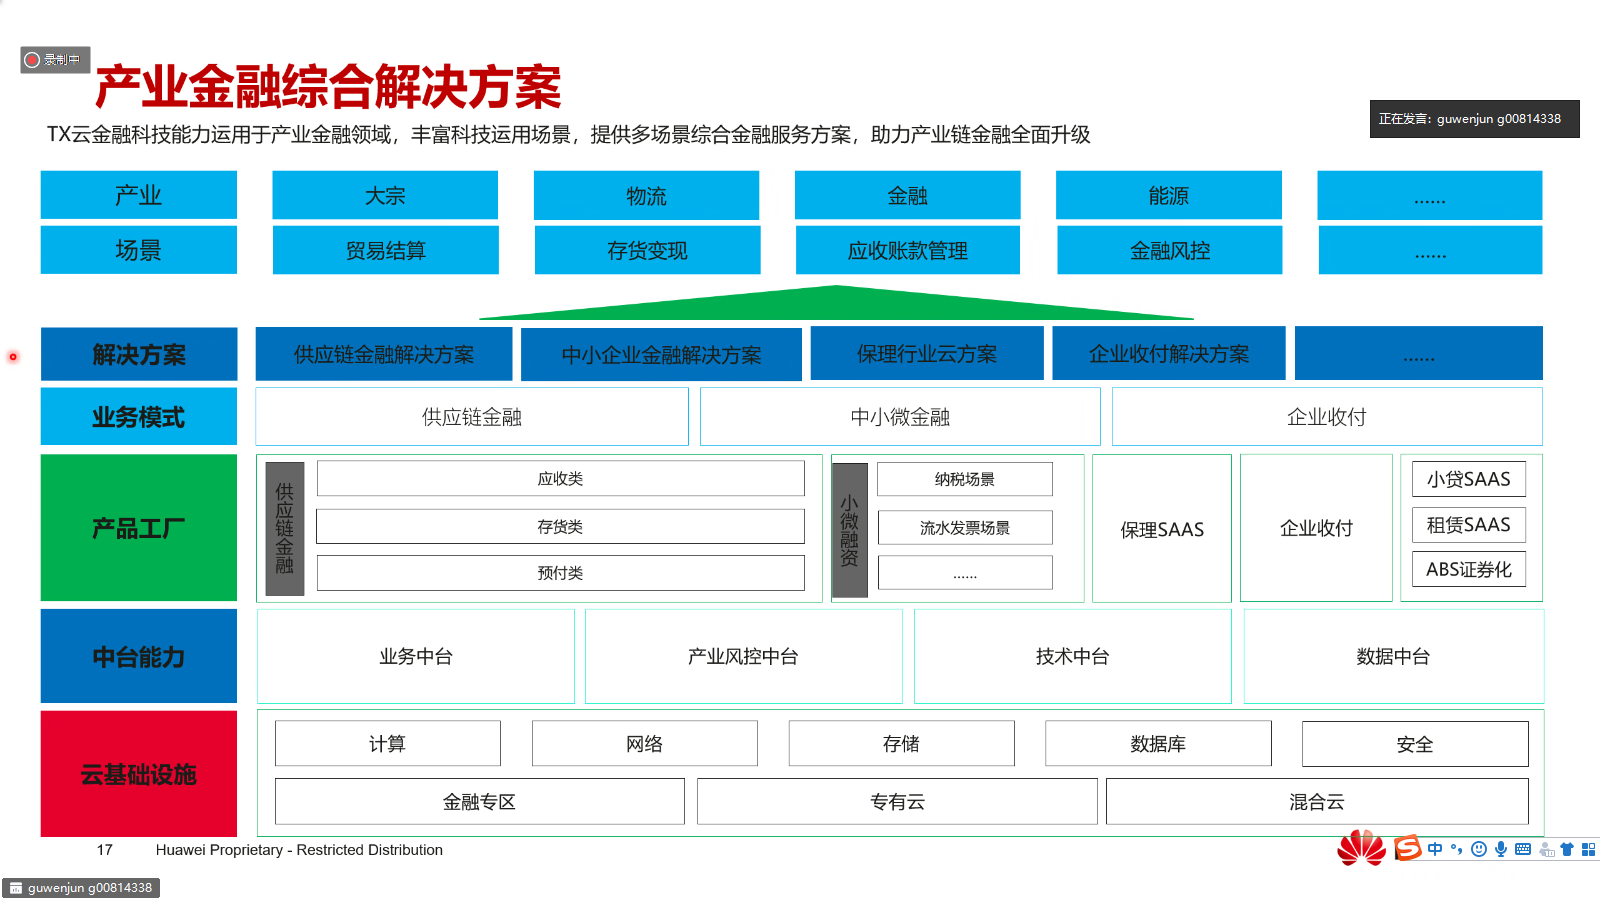 录制中
产业金融综合解决方案
TX云金融科技能力运用于产业金融领域，丰富科技运用场景，提供多场景综合金融服务方案，助力产业链金融全面升级
正在发言: guwenjun g00814338
产业 大宗 物流 金融 能源 ......
场景 贸易结算 存货变现 应收账款管理 金融风控 ......
解决方案 供应链金融解决方案 中小企业金融解决方案 保理行业云方案 企业收付解决方案 ......
业务模式 供应链金融 中小微金融 企业收付
产品工厂
供应链金融
应收类
存货类
预付类
小微融资
纳税场景
流水发票场景
......
保理SAAS
企业收付
小贷SAAS
租赁SAAS
ABS证券化
中台能力 业务中台 产业风控中台 技术中台 数据中台
云基础设施
计算 网络 存储 数据库 安全
金融专区 专有云 混合云
17 Huawei Proprietary - Restricted Distribution
S 中
guwenjun g00814338